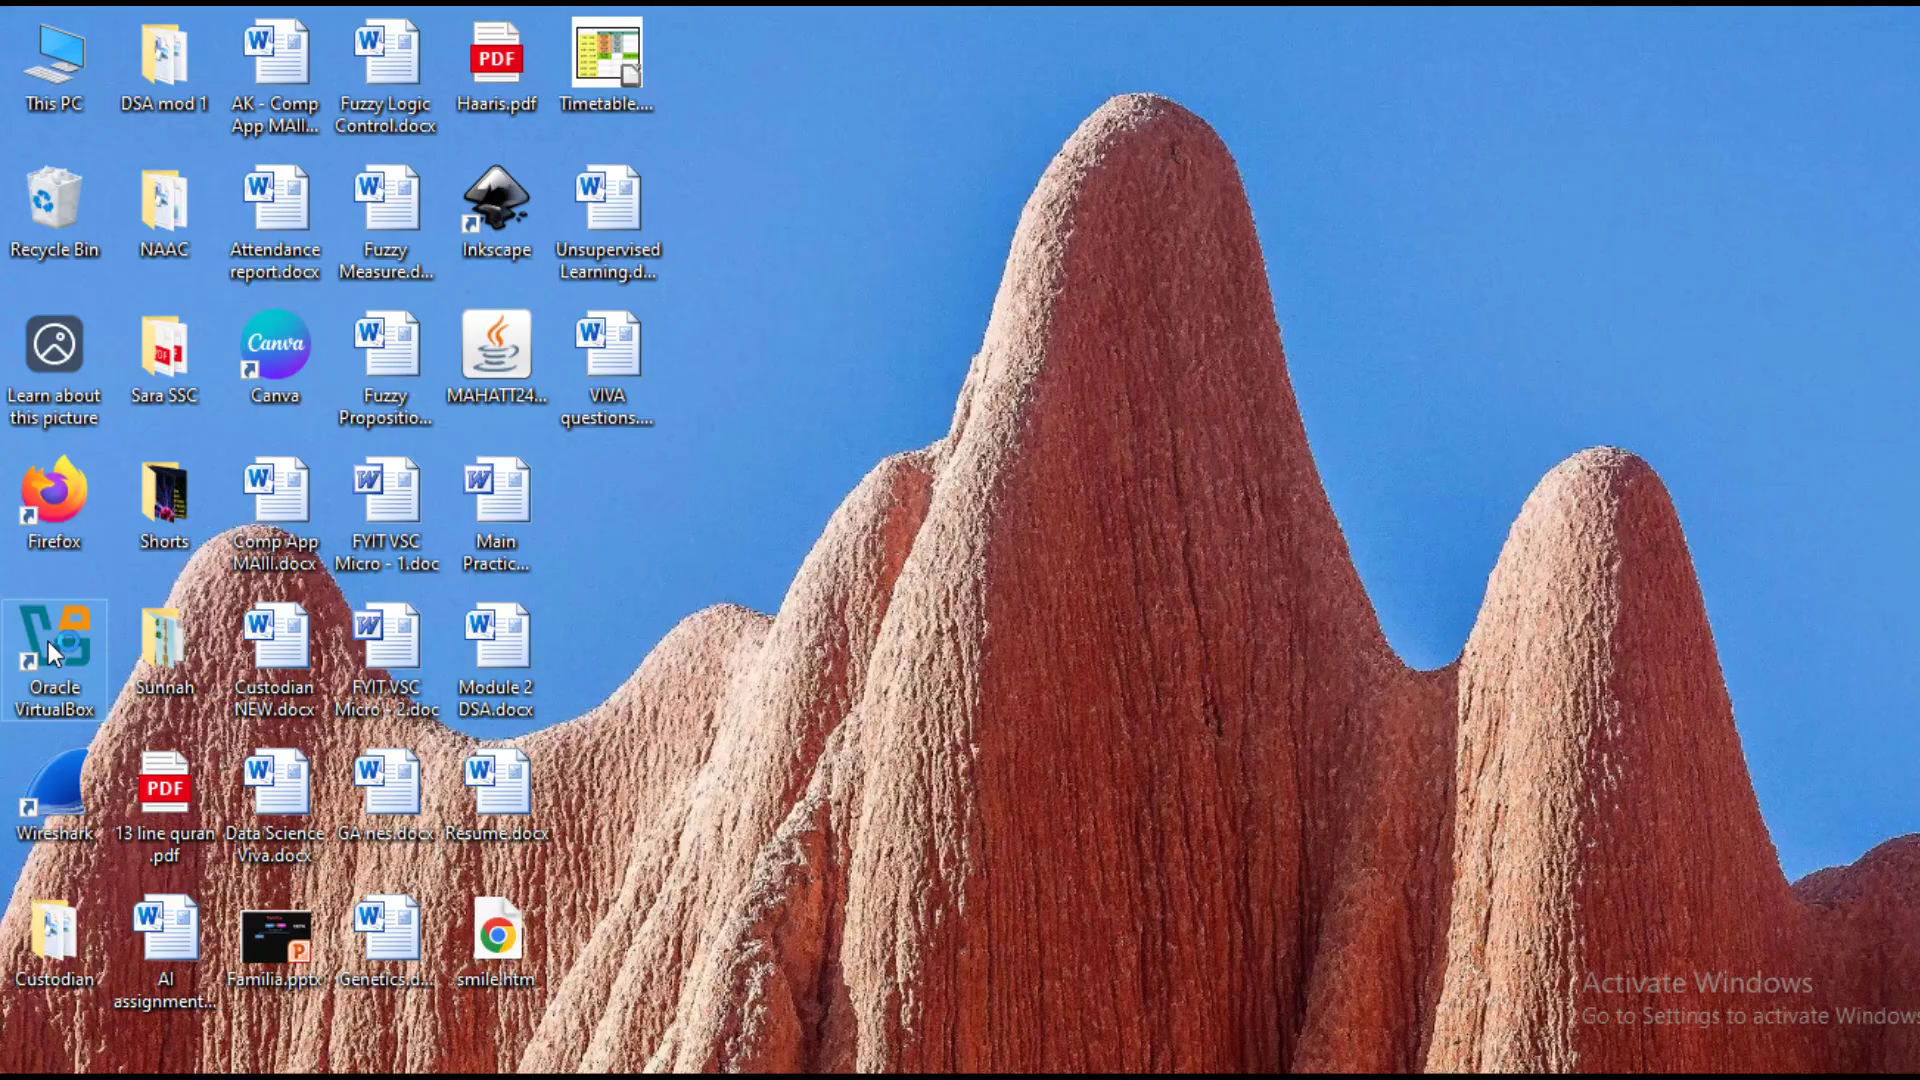 This PC
DSA mod 1
AK - Comp
App MAII...
Fuzzy Logic
Control.docx
PDF
Haaris.pdf
Timetable....
Recycle Bin
NAAC
Attendance
report.docx
Fuzzy
Measure.d...
Inkscape
Unsupervised
Learning.d...
Learn about
this picture
Sara SSC
Canva
Canva
Fuzzy
Propositio...
MAHATT24...
VIVA
questions....
Firefox
Shorts
Comp App
MAIII.docx
FYIT VSC
Micro - 1.doc
Main
Practic...
Oracle
VirtualBox
Sunnah
Custodian
NEW.docx
FYIT VSC
Micro - 2.doc
Module 2
DSA.docx
Wireshark
PDF
13 line quran
.pdf
Data Science
Viva.docx
GA nes.docx
Resume.docx
Custodian
AI
assignment...
Familia.pptx
Genetics.d...
smile.htm
Activate Windows
Go to Settings to activate Windows